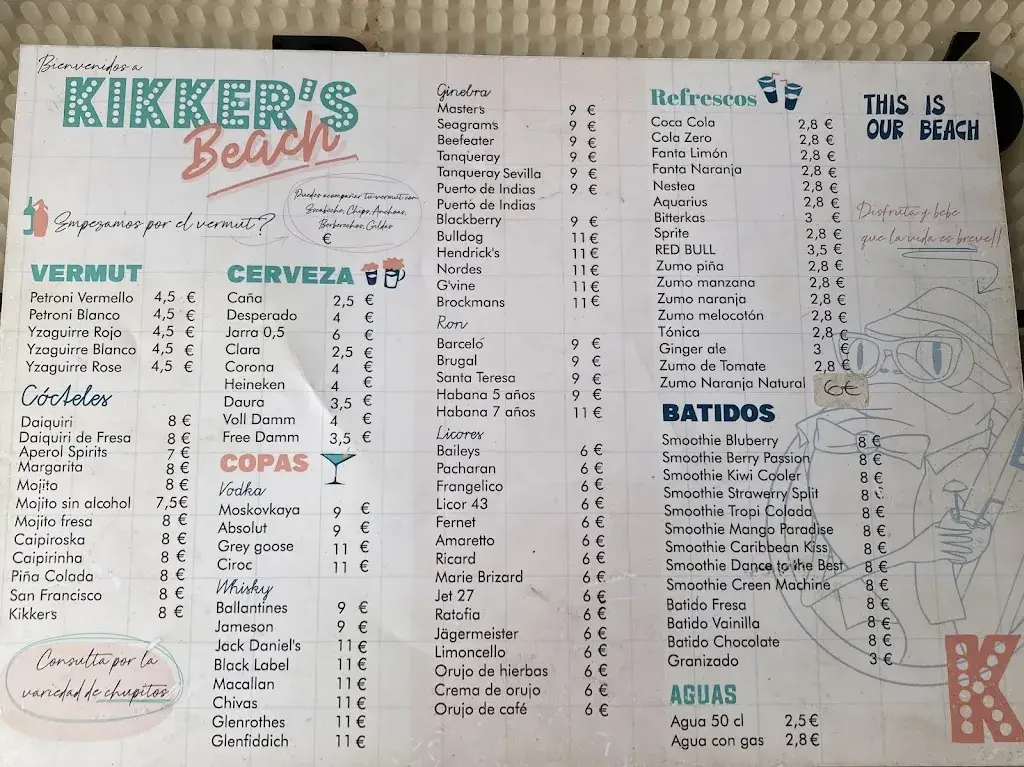 Bienvenidos a
KIKKER'S
Beach
Empezamos por el vermut?
Puedes acompañar tu vermut con
Escabeche, Chips, Anchoas,
Berberechos, Gildas
€
VERMUT
Petroni Vermello 4,5 €
Petroni Blanco 4,5 €
Yzaguirre Rojo 4,5 €
Yzaguirre Blanco 4,5 €
Yzaguirre Rose 4,5 €
Cócteles
Daiquiri 8 €
Daiquiri de Fresa 8 €
Aperol Spirits 7 €
Margarita 8 €
Mojito 8 €
Mojito sin alcohol 7,5€
Mojito fresa 8 €
Caipiroska 8 €
Caipirinha 8 €
Piña Colada 8 €
San Francisco 8 €
Kikker's 8 €
Consulta por la
variedad de chupitos
CERVEZA
Caña 2,5 €
Desperado 4 €
Jarra 0,5 6 €
Clara 2,5 €
Corona 4 €
Heineken 4 €
Daura 3,5 €
Voll Damm 4 €
Free Damm 3,5 €
COPAS
Vodka
Moskovkaya 9 €
Absolut 9 €
Grey goose 11 €
Ciroc 11 €
Whisky
Ballantines 9 €
Jameson 9 €
Jack Daniel's 11 €
Black Label 11 €
Macallan 11 €
Chivas 11 €
Glenrothes 11 €
Glenfiddich 11 €
Ginebra
Master's 9 €
Seagram's 9 €
Beefeater 9 €
Tanqueray 9 €
Tanqueray Sevilla 9 €
Puerto de Indias 9 €
Puerto de Indias
Blackberry 9 €
Bulldog 11 €
Hendrick's 11 €
Nordes 11 €
G'vine 11 €
Brockmans 11 €
Ron
Barceló 9 €
Brugal 9 €
Santa Teresa 9 €
Habana 5 años 9 €
Habana 7 años 11 €
Licores
Baileys 6 €
Pacharan 6 €
Frangelico 6 €
Licor 43 6 €
Fernet 6 €
Amaretto 6 €
Ricard 6 €
Marie Brizard 6 €
Jet 27 6 €
Ratafia 6 €
Jägermeister 6 €
Limoncello 6 €
Orujo de hierbas 6 €
Crema de orujo 6 €
Orujo de café 6 €
Refrescos
Coca Cola 2,8 €
Cola Zero 2,8 €
Fanta Limón 2,8 €
Fanta Naranja 2,8 €
Nestea 2,8 €
Aquarius 2,8 €
Bitterkas 3 €
Sprite 2,8 €
RED BULL 3,5 €
Zumo piña 2,8 €
Zumo manzana 2,8 €
Zumo naranja 2,8 €
Zumo melocotón 2,8 €
Tónica 2,8 €
Ginger ale 3 €
Zumo de Tomate 2,8 €
Zumo Naranja Natural 6€
BATIDOS
Smoothie Bluberry 8 €
Smoothie Berry Passion 8 €
Smoothie Kiwi Cooler 8 €
Smoothie Strawerry Split 8 €
Smoothie Tropi Colada 8 €
Smoothie Mango Paradise 8 €
Smoothie Caribbean Kiss 8 €
Smoothie Dance to the Best 8 €
Smoothie Creen Machine 8 €
Batido Fresa 8 €
Batido Vainilla 8 €
Batido Chocolate 8 €
Granizado 3 €
AGUAS
Agua 50 cl 2,5€
Agua con gas 2,8€
THIS IS
OUR BEACH
Disfruta y bebe
que la vida es breve!!
K